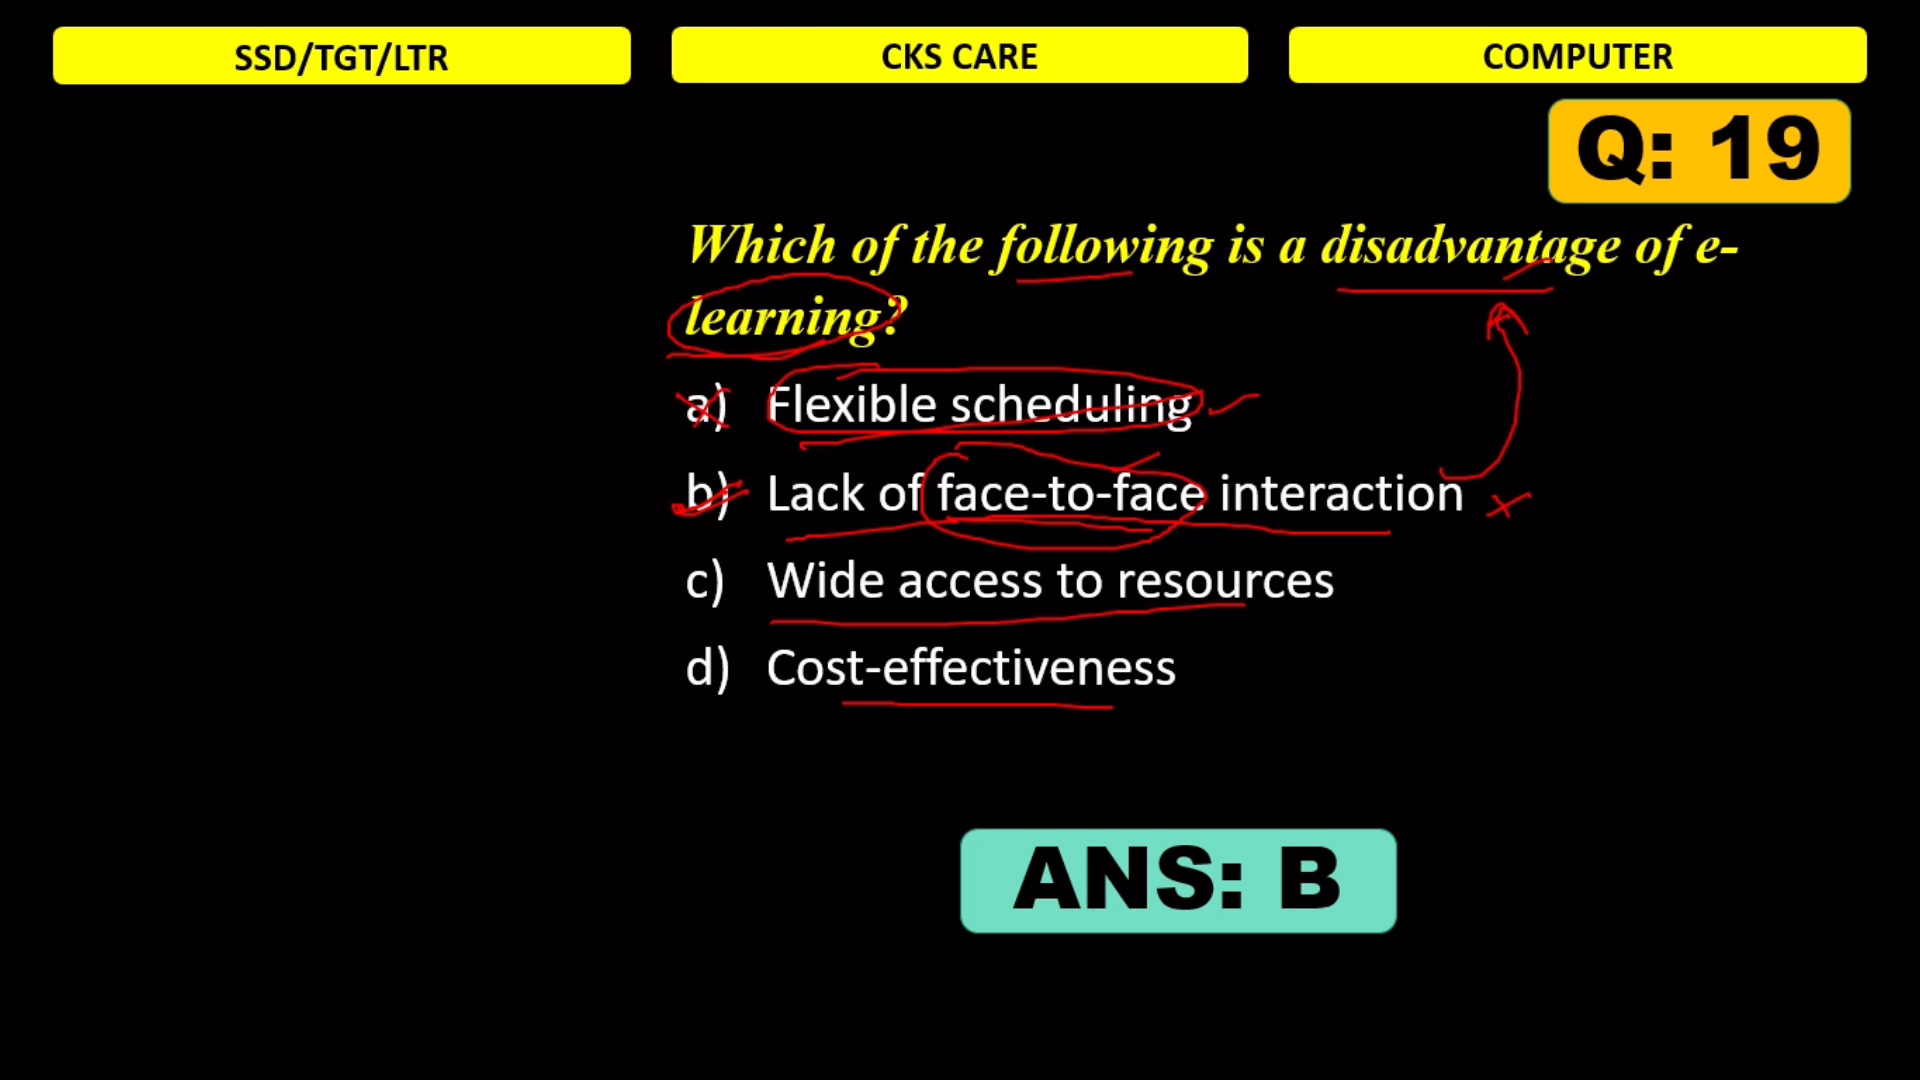 SSD/TGT/LTR
CKS CARE
COMPUTER
Q: 19
Which of the following is a disadvantage of e-
learning?
a) Flexible scheduling
b) Lack of face-to-face interaction
c) Wide access to resources
d) Cost-effectiveness
ANS: B